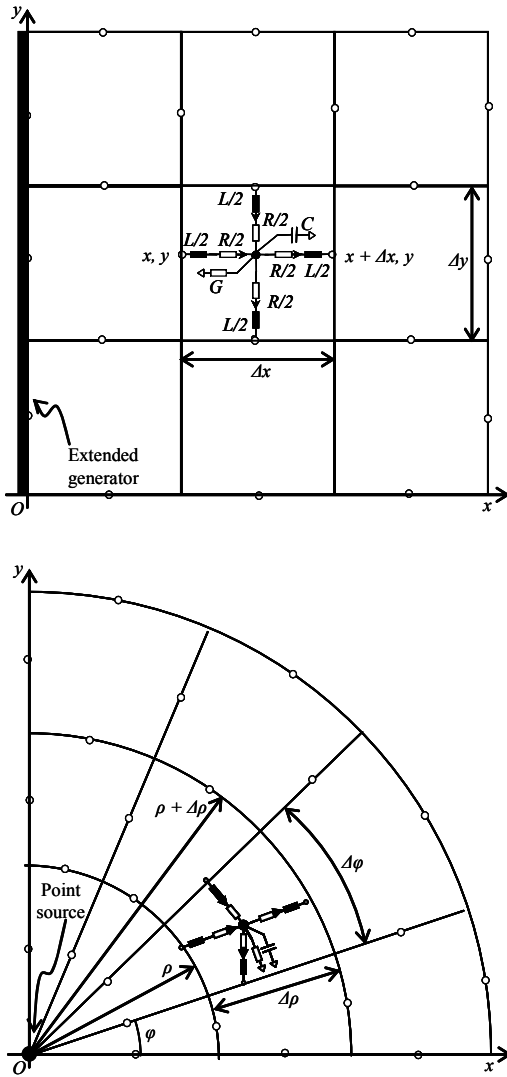 y
L/2
R/2
C
x, y
L/2
R/2
R/2
L/2
x + Δx, y
Δy
G
R/2
L/2
Δx
Extended
generator
O
x
y
ρ + Δρ
Δφ
Point
source
ρ
Δρ
φ
O
x